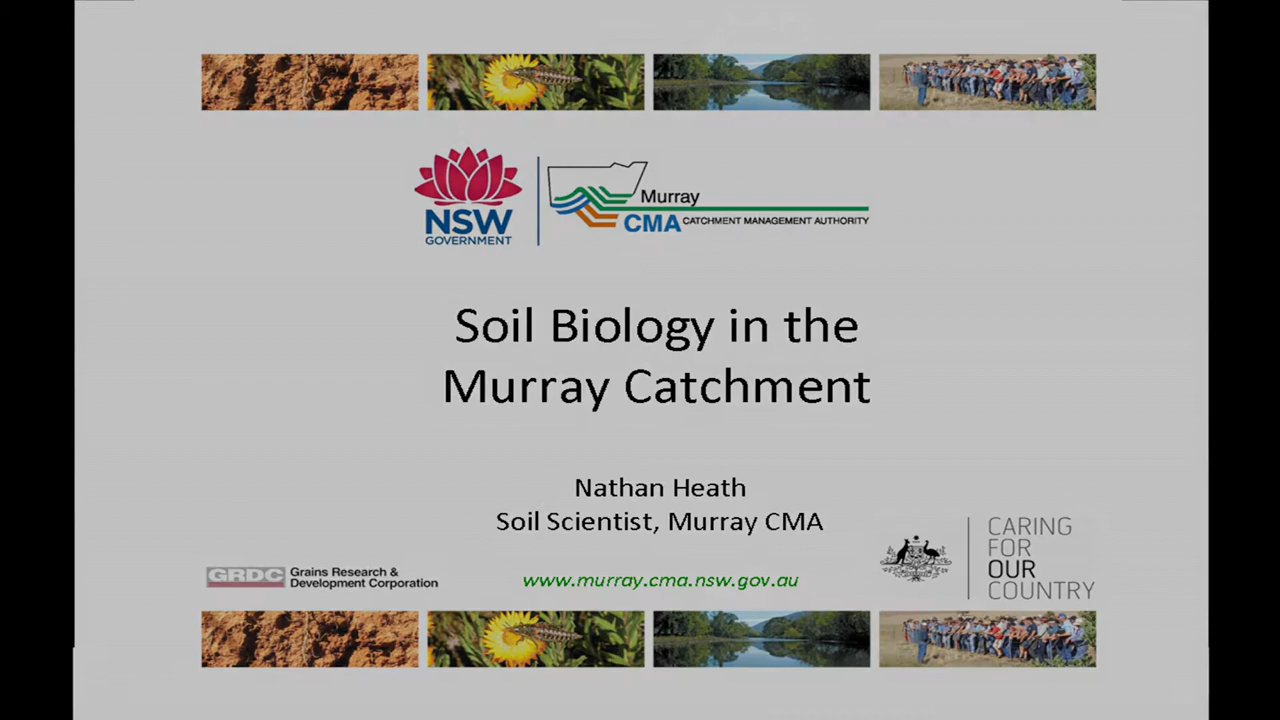 NSW
GOVERNMENT
Murray
CMA CATCHMENT MANAGEMENT AUTHORITY
Soil Biology in the
Murray Catchment
Nathan Heath
Soil Scientist, Murray CMA
GRDC Grains Research &
Development Corporation
www.murray.cma.nsw.gov.au
CARING
FOR
OUR
COUNTRY